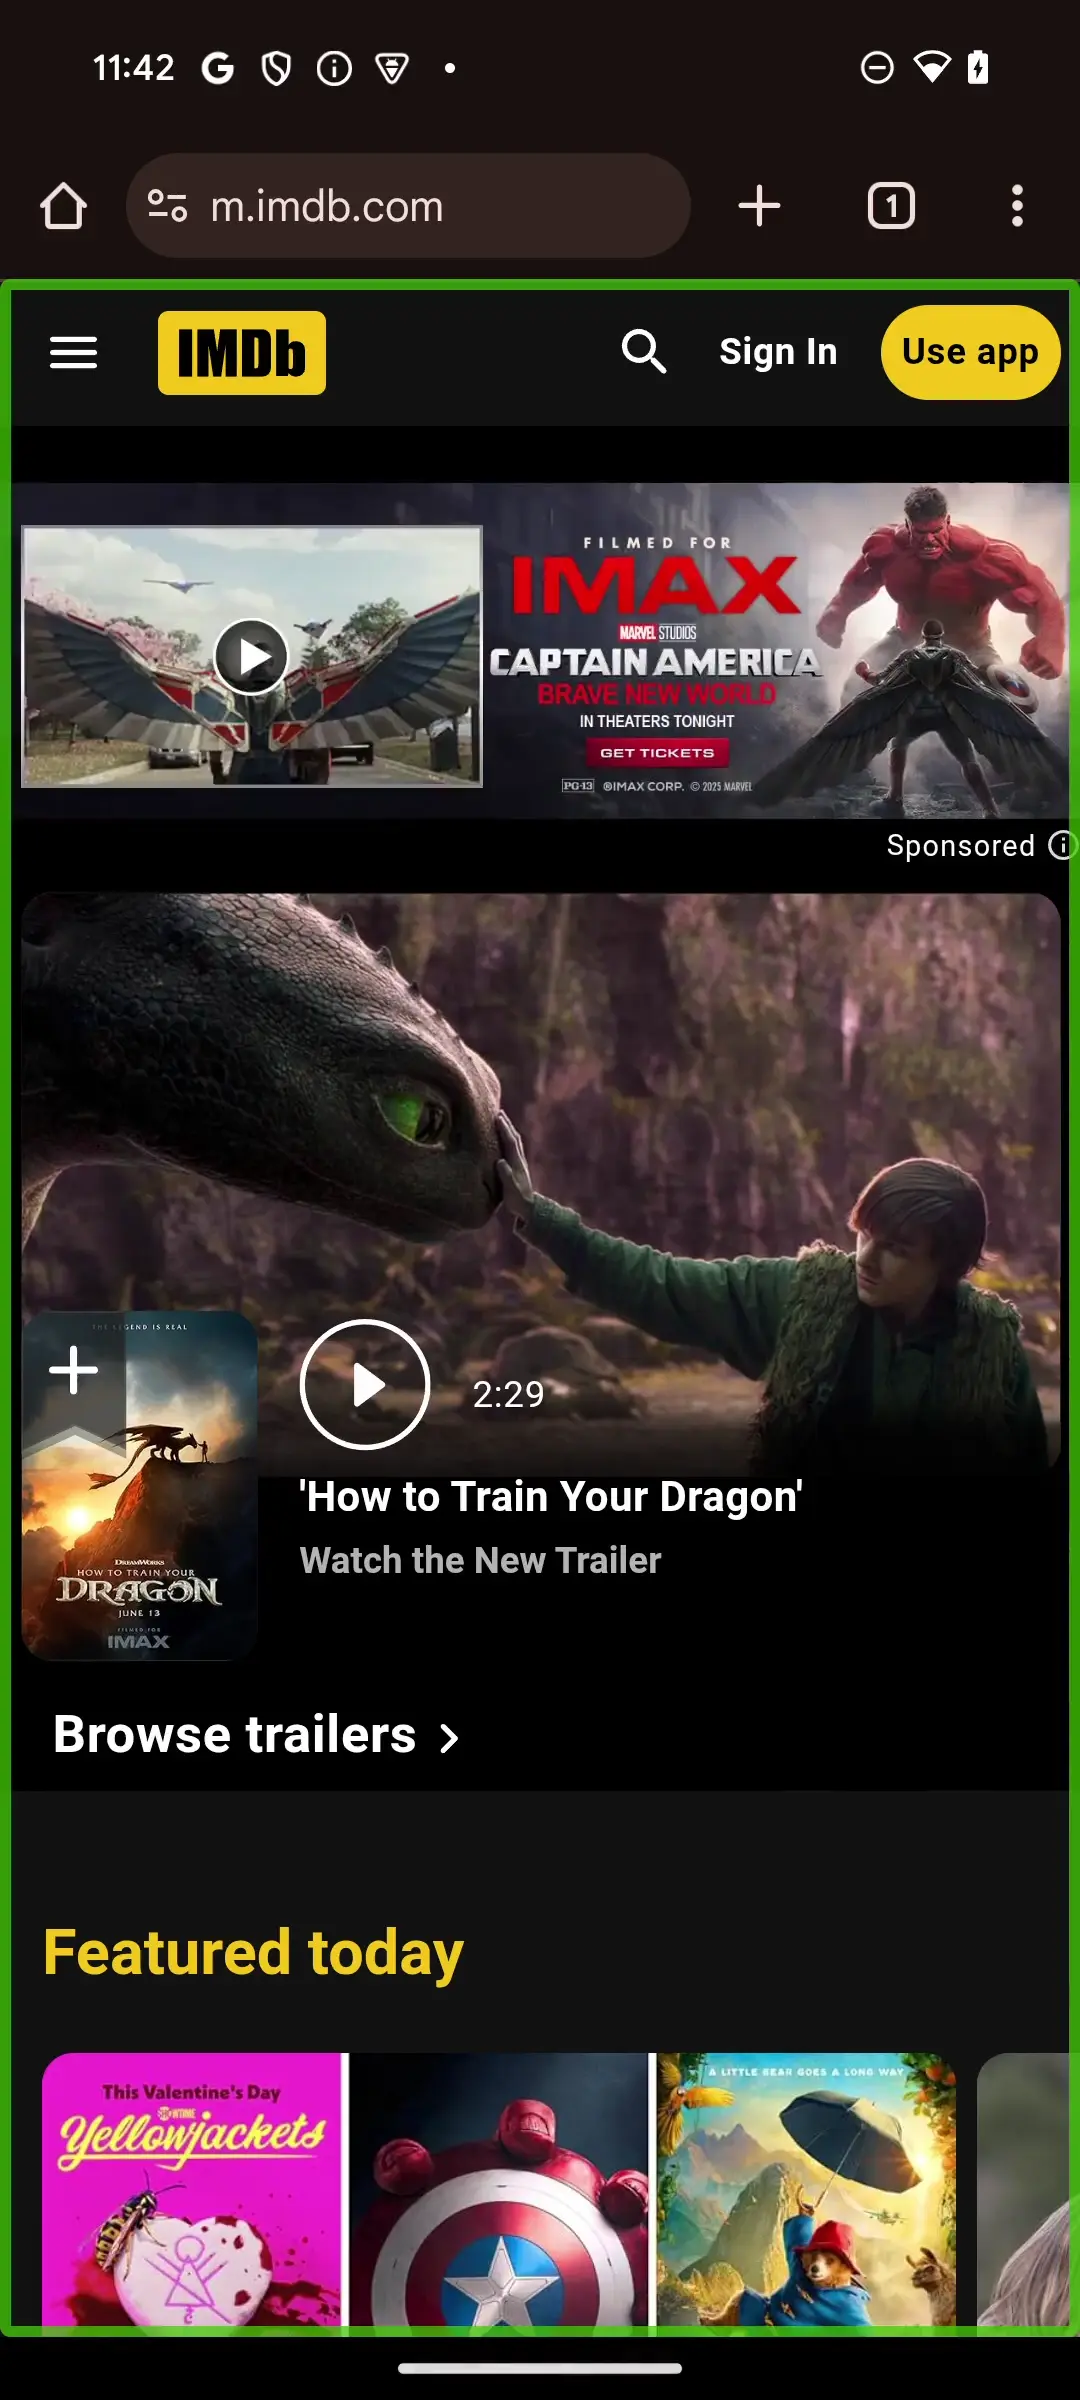 11:42
m.imdb.com
1
IMDb
Sign In
Use app
FILMED FOR
IMAX
MARVEL STUDIOS
CAPTAIN AMERICA
BRAVE NEW WORLD
IN THEATERS TONIGHT
GET TICKETS
PG-13 ®IMAX CORP. © 2025 MARVEL
Sponsored
THE LEGEND IS REAL
2:29
'How to Train Your Dragon'
Watch the New Trailer
DREAMWORKS
HOW TO TRAIN YOUR
DRAGON
JUNE 13
FILMED FOR
IMAX
Browse trailers
Featured today
This Valentine's Day
SHOWTIME
Yellowjackets
A LITTLE BEAR GOES A LONG WAY